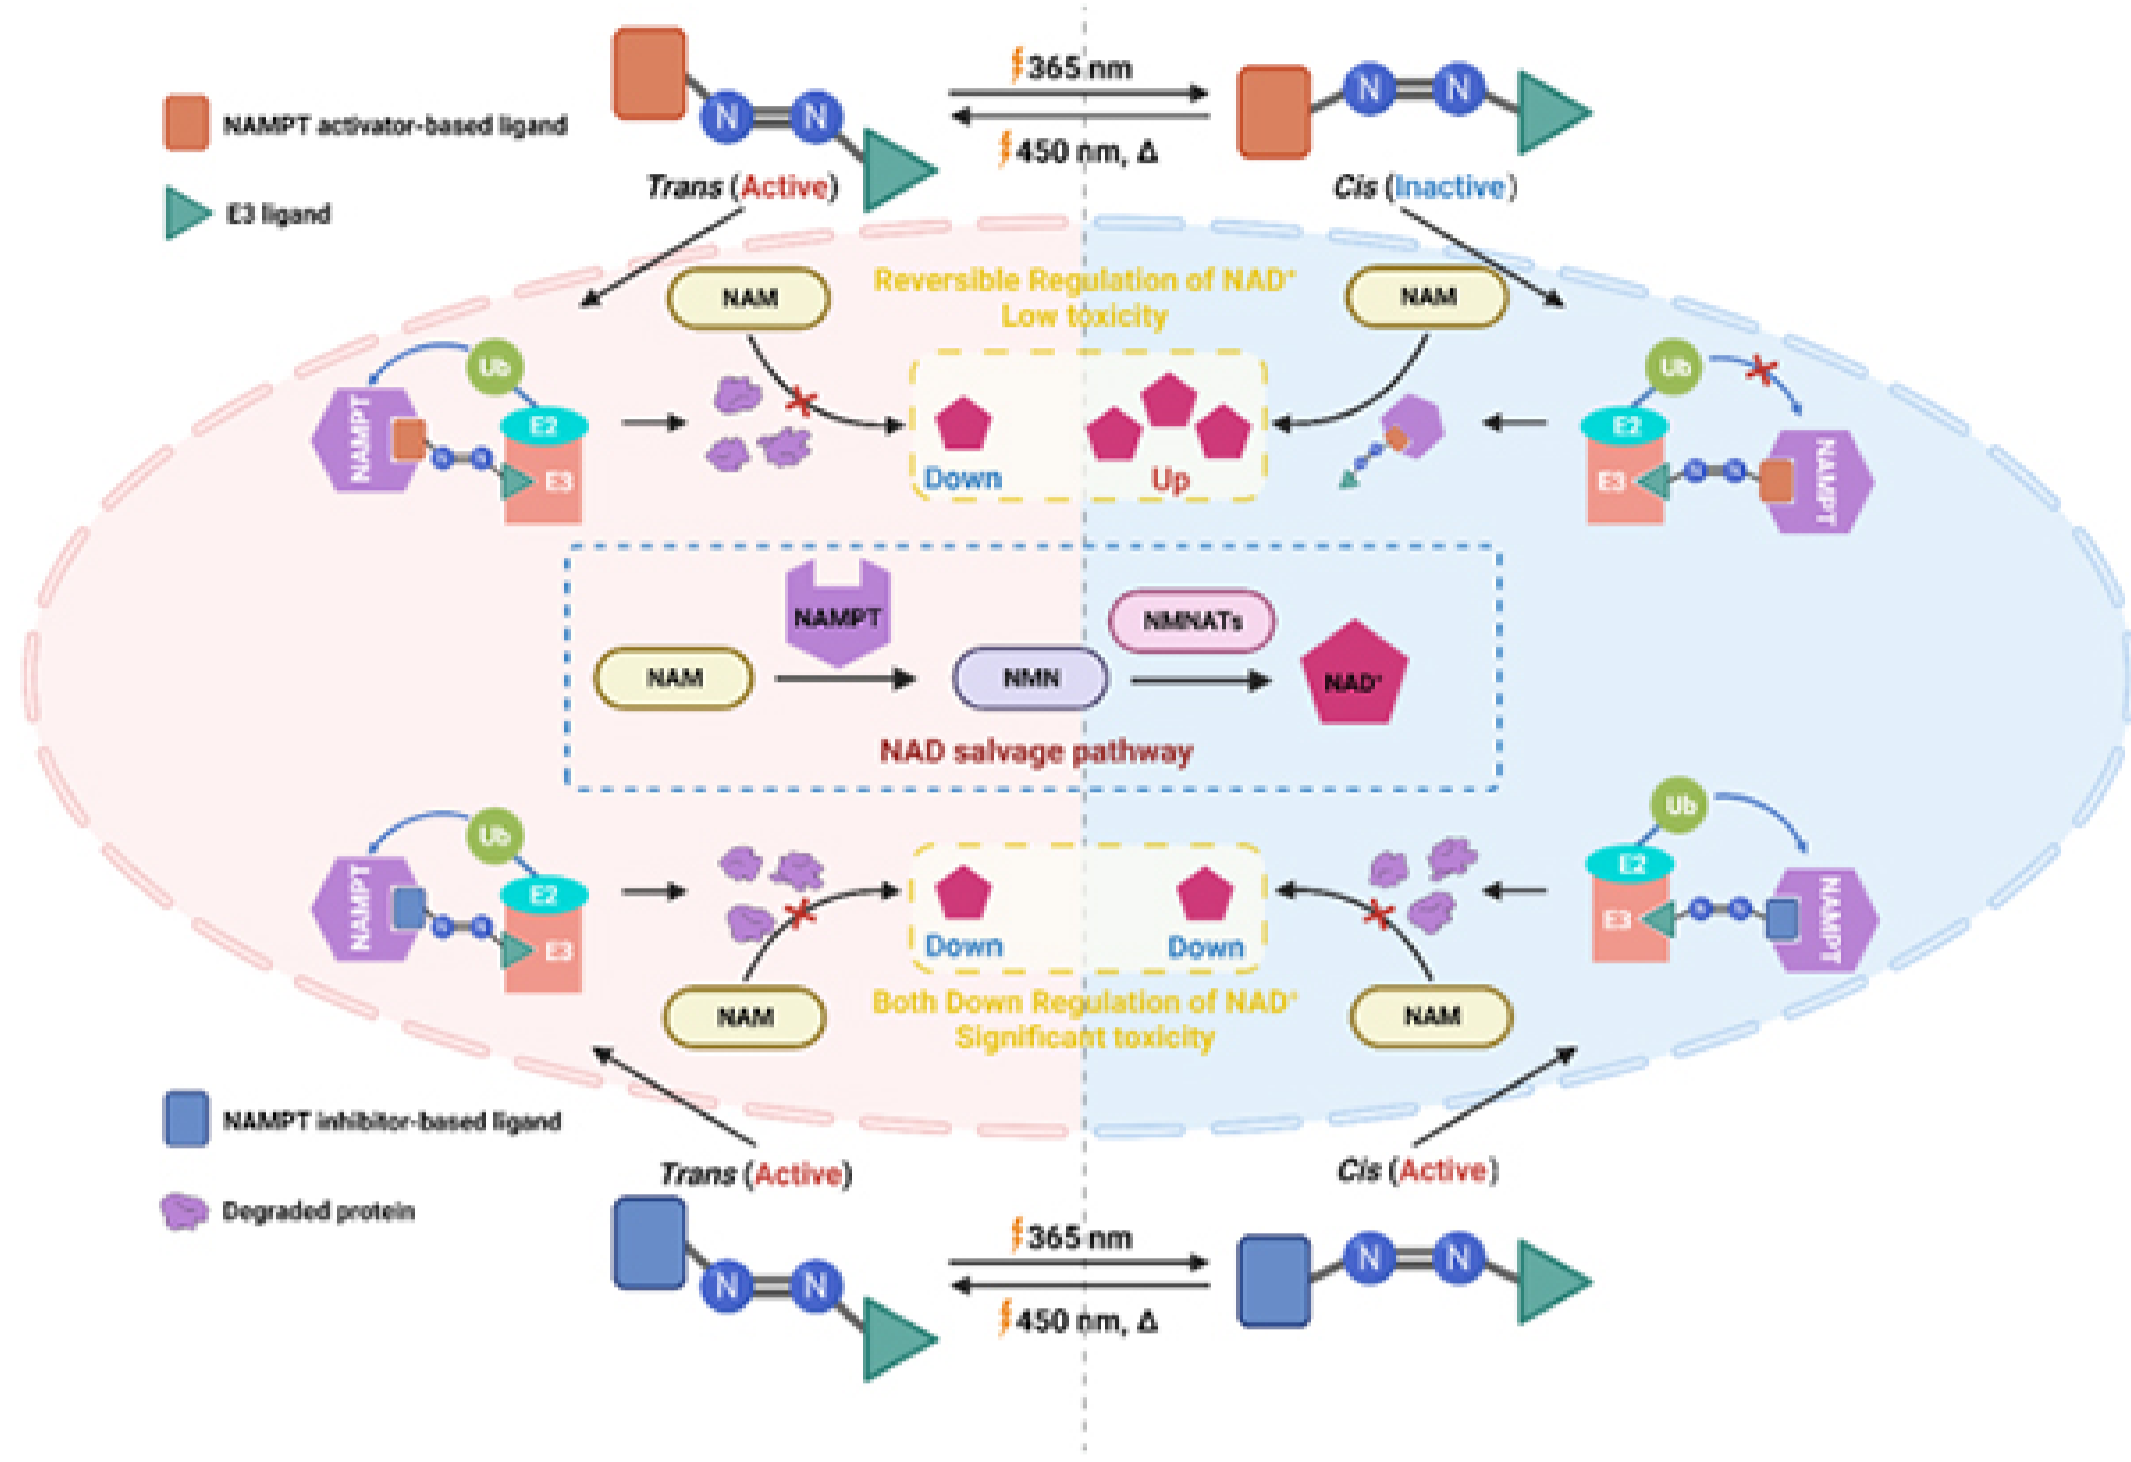 365 nm
N N
N N
NAMPT activator-based ligand
450 nm, Δ
Trans (Active)
Cis (Inactive)
E3 ligand
NAM
Reversible Regulation of NAD⁺
Low toxicity
NAM
Ub
Ub
NAMPT
E2
E3
Down
Up
E2
E3
NAMPT
NAMPT
NMNATs
NAM
NMN
NAD⁺
NAD salvage pathway
Ub
Ub
NAMPT
E2
E3
Down
Down
E2
E3
NAMPT
NAM
Both Down Regulation of NAD⁺
Significant toxicity
NAM
NAMPT inhibitor-based ligand
Trans (Active)
Cis (Active)
Degraded protein
365 nm
N N
N N
450 nm, Δ